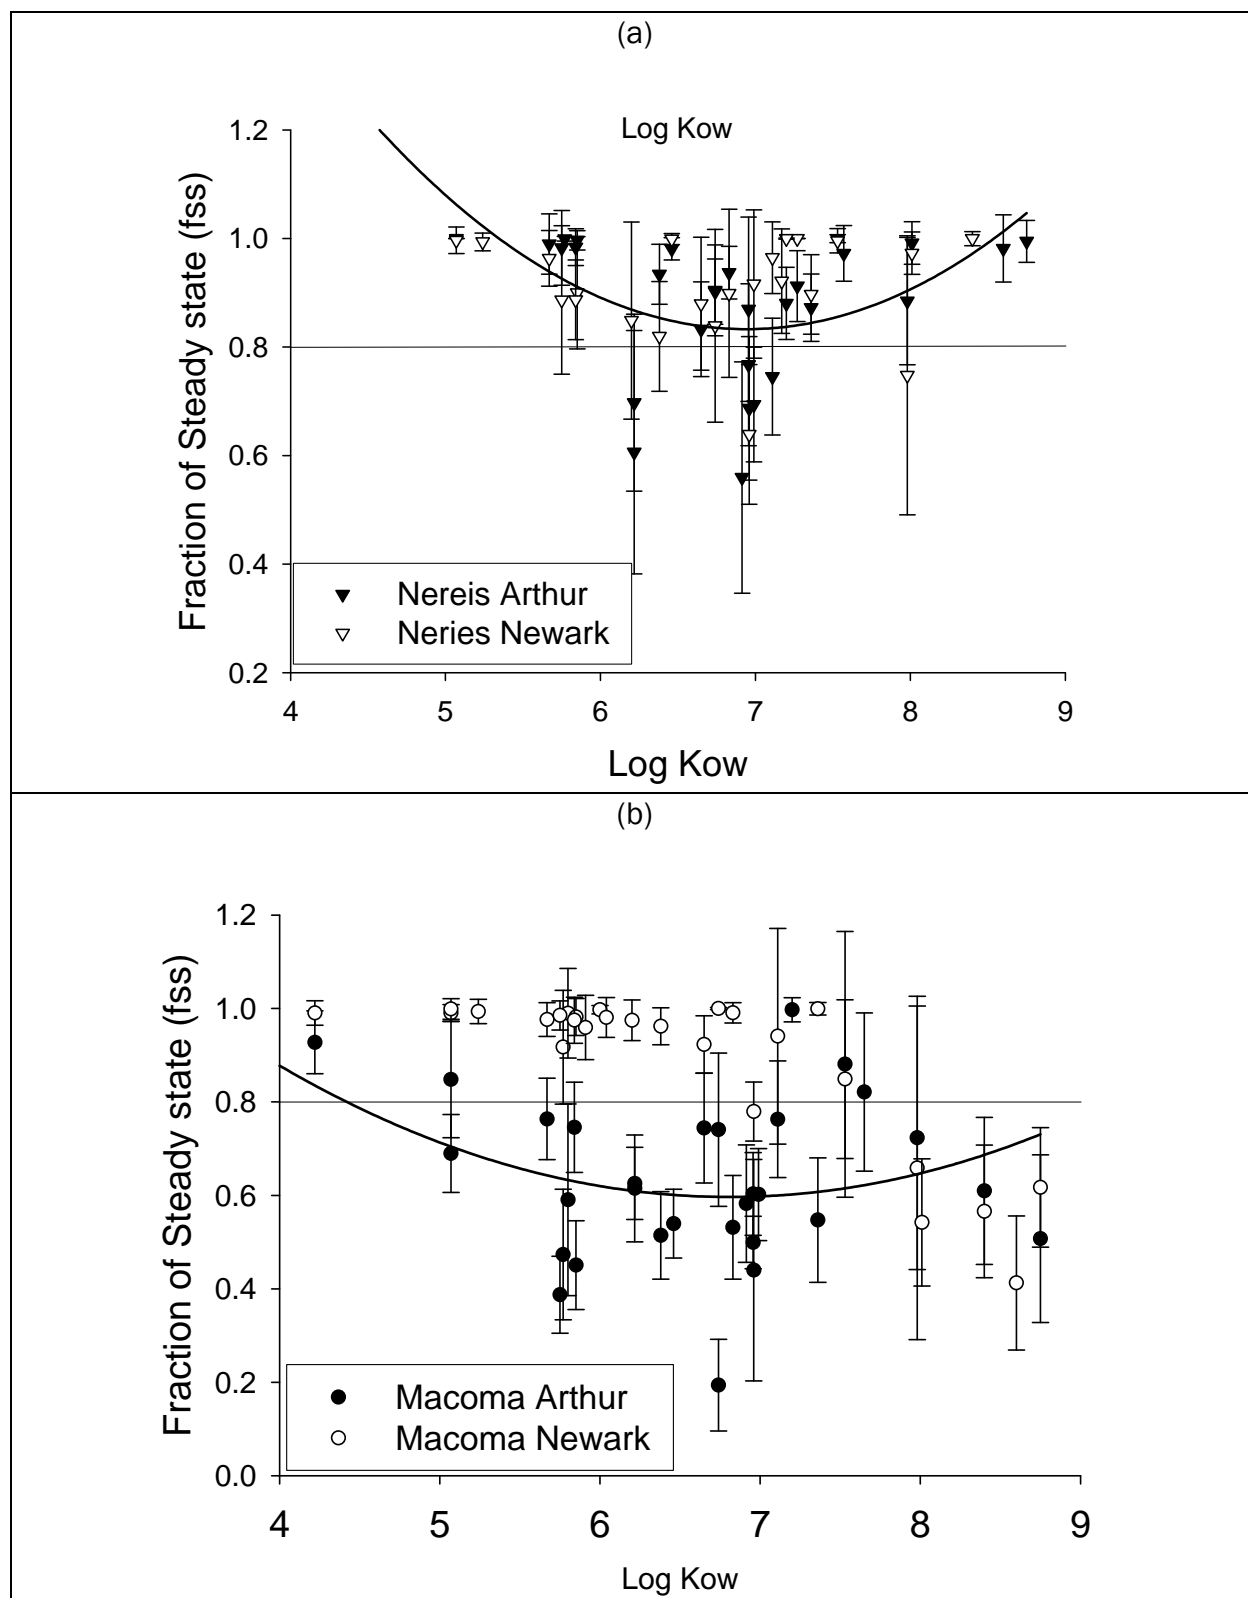 (a)
Log Kow
1.2
1.0
0.8
0.6
0.4
0.2
Fraction of Steady state (fss)
Nereis Arthur
Neries Newark
4 5 6 7 8 9
Log Kow
(b)
1.2
1.0
0.8
0.6
0.4
0.2
0.0
Fraction of Steady state (fss)
Macoma Arthur
Macoma Newark
4 5 6 7 8 9
Log Kow